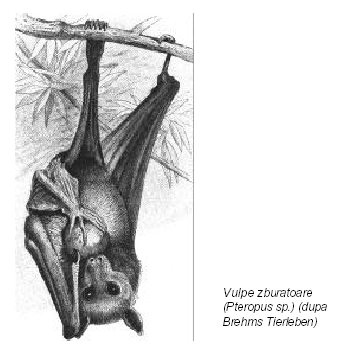 Vulpe zburatoare
(Pteropus sp.) (dupa
Brehms Tierleben)